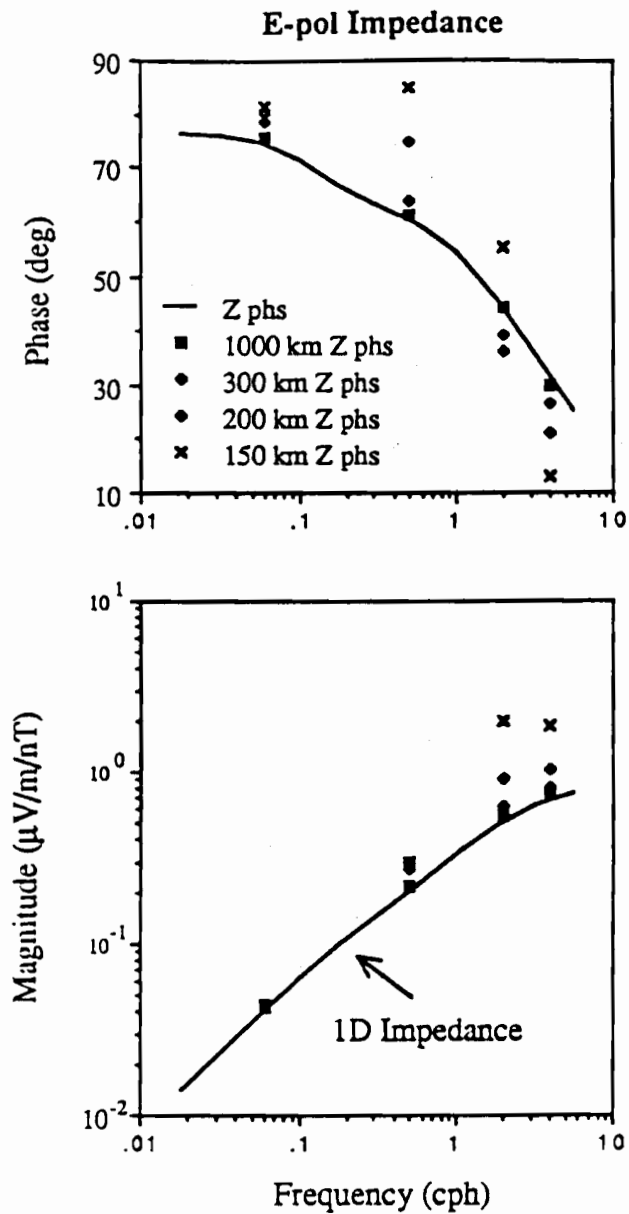 E-pol Impedance
90
70
50
30
10
Phase (deg)
Z phs
1000 km Z phs
300 km Z phs
200 km Z phs
150 km Z phs
.01
.1
1
10
10^1
10^0
10^-1
10^-2
Magnitude (μV/m/nT)
1D Impedance
.01
.1
1
10
Frequency (cph)